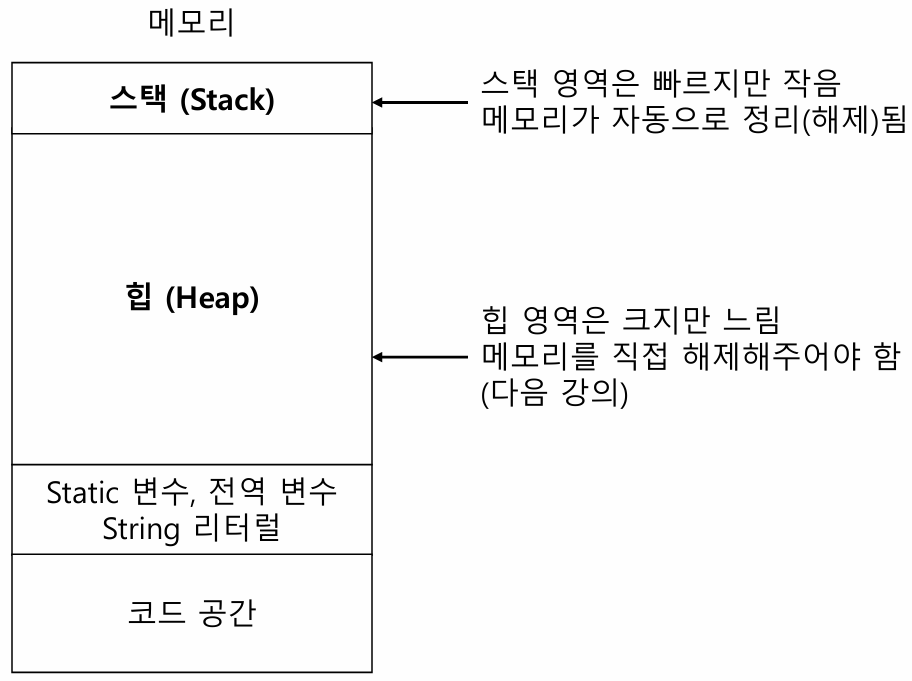 메모리
스택 (Stack)
스택 영역은 빠르지만 작음
메모리가 자동으로 정리(해제)됨
힙 (Heap)
힙 영역은 크지만 느림
메모리를 직접 해제해주어야 함
(다음 강의)
Static 변수, 전역 변수
String 리터럴
코드 공간